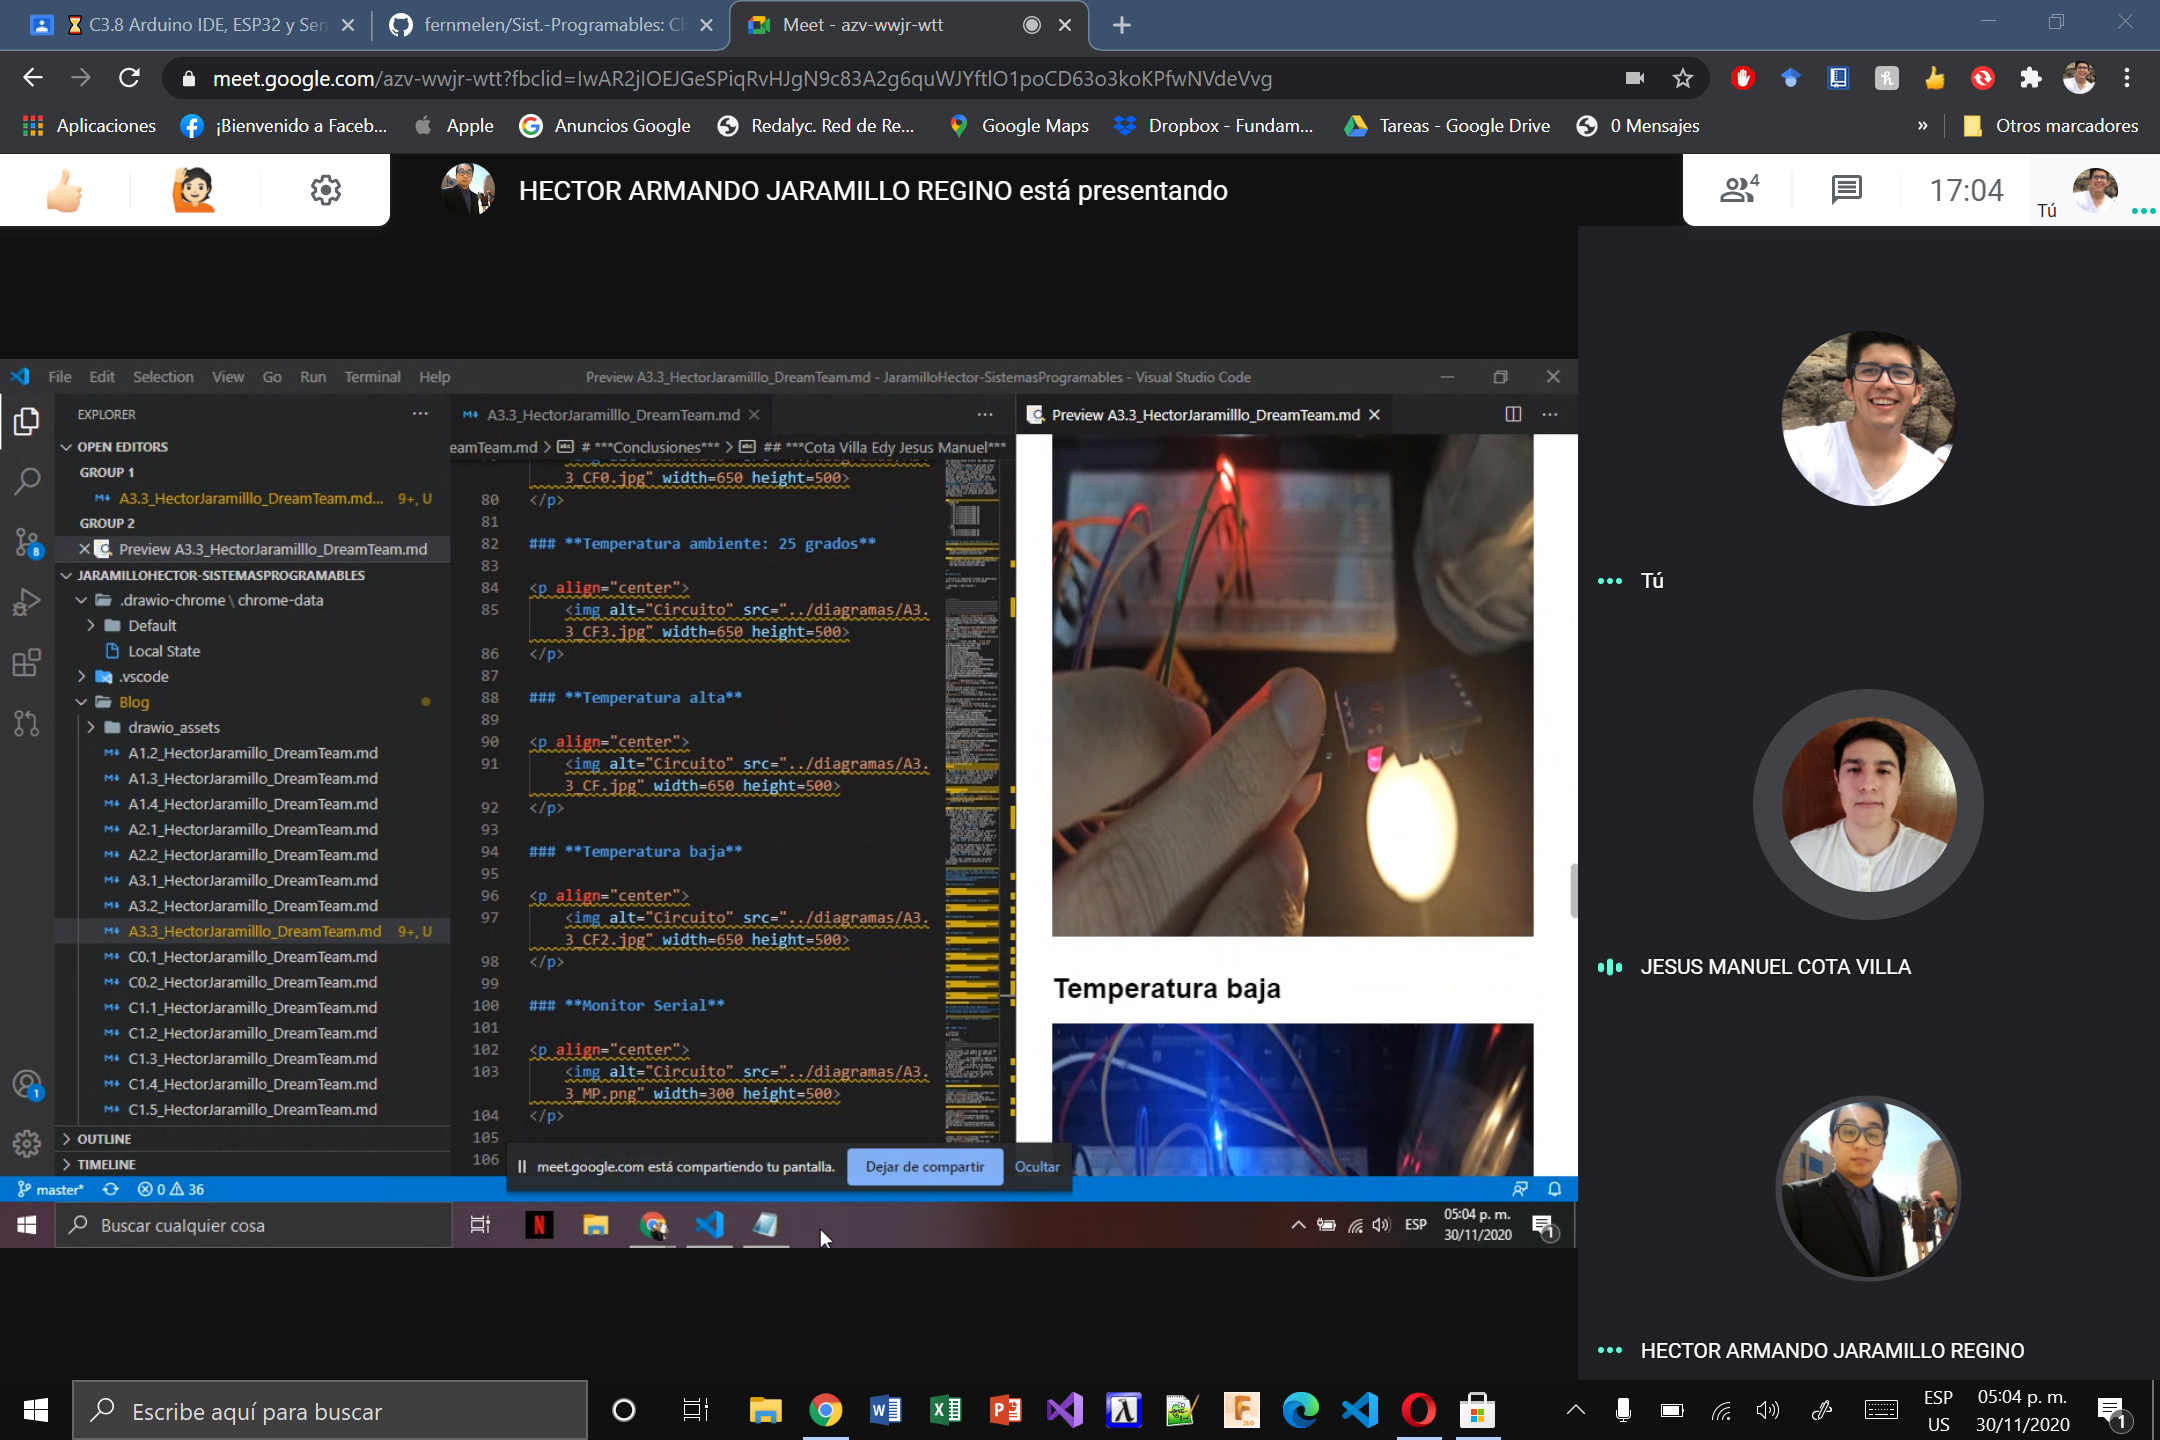 C3.8 Arduino IDE, ESP32 y Sen
fernmelen/Sist.-Programables: Cl
Meet - azv-wwjr-wtt
meet.google.com/azv-wwjr-wtt?fbclid=IwAR2jIOEJGeSPiqRvHJgN9c83A2g6quWJYftlO1poCD63o3koKPfwNVdeVvg
Aplicaciones
¡Bienvenido a Faceb...
Apple
Anuncios Google
Redalyc. Red de Re...
Google Maps
Dropbox - Fundam...
Tareas - Google Drive
0 Mensajes
»
Otros marcadores
HECTOR ARMANDO JARAMILLO REGINO está presentando
4
17:04
Tú
File Edit Selection View Go Run Terminal Help
Preview A3.3_HectorJaramilllo_DreamTeam.md - JaramilloHector-SistemasProgramables - Visual Studio Code
EXPLORER
OPEN EDITORS
GROUP 1
A3.3_HectorJaramilllo_DreamTeam.md... 9+, U
GROUP 2
Preview A3.3_HectorJaramilllo_DreamTeam.md
JARAMILLOHECTOR-SISTEMASPROGRAMABLES
.drawio-chrome \ chrome-data
Default
Local State
.vscode
Blog
drawio_assets
A1.2_HectorJaramillo_DreamTeam.md
A1.3_HectorJaramillo_DreamTeam.md
A1.4_HectorJaramillo_DreamTeam.md
A2.1_HectorJaramillo_DreamTeam.md
A2.2_HectorJaramillo_DreamTeam.md
A3.1_HectorJaramillo_DreamTeam.md
A3.2_HectorJaramillo_DreamTeam.md
A3.3_HectorJaramilllo_DreamTeam.md 9+, U
C0.1_HectorJaramillo_DreamTeam.md
C0.2_HectorJaramillo_DreamTeam.md
C1.1_HectorJaramillo_DreamTeam.md
C1.2_HectorJaramillo_DreamTeam.md
C1.3_HectorJaramillo_DreamTeam.md
C1.4_HectorJaramillo_DreamTeam.md
C1.5_HectorJaramillo_DreamTeam.md
OUTLINE
TIMELINE
8
1
master*
0 36
A3.3_HectorJaramilllo_DreamTeam.md
eamTeam.md > # ***Conclusiones*** > ## ***Cota Villa Edy Jesus Manuel***
3_CF0.jpg" width=650 height=500>
80 </p>
81
82 ### **Temperatura ambiente: 25 grados**
83
84 <p align="center">
85 <img alt="Circuito" src="../diagramas/A3.
3_CF3.jpg" width=650 height=500>
86 </p>
87
88 ### **Temperatura alta**
89
90 <p align="center">
91 <img alt="Circuito" src="../diagramas/A3.
3_CF.jpg" width=650 height=500>
92 </p>
93
94 ### **Temperatura baja**
95
96 <p align="center">
97 <img alt="Circuito" src="../diagramas/A3.
3_CF2.jpg" width=650 height=500>
98 </p>
99
100 ### **Monitor Serial**
101
102 <p align="center">
103 <img alt="Circuito" src="../diagramas/A3.
3_MP.png" width=300 height=500>
104 </p>
105
106
Preview A3.3_HectorJaramilllo_DreamTeam.md
Temperatura baja
meet.google.com está compartiendo tu pantalla.
Dejar de compartir
Ocultar
Buscar cualquier cosa
ESP
05:04 p. m.
30/11/2020
1
Tú
JESUS MANUEL COTA VILLA
HECTOR ARMANDO JARAMILLO REGINO
Escribe aquí para buscar
ESP
US
05:04 p. m.
30/11/2020
1